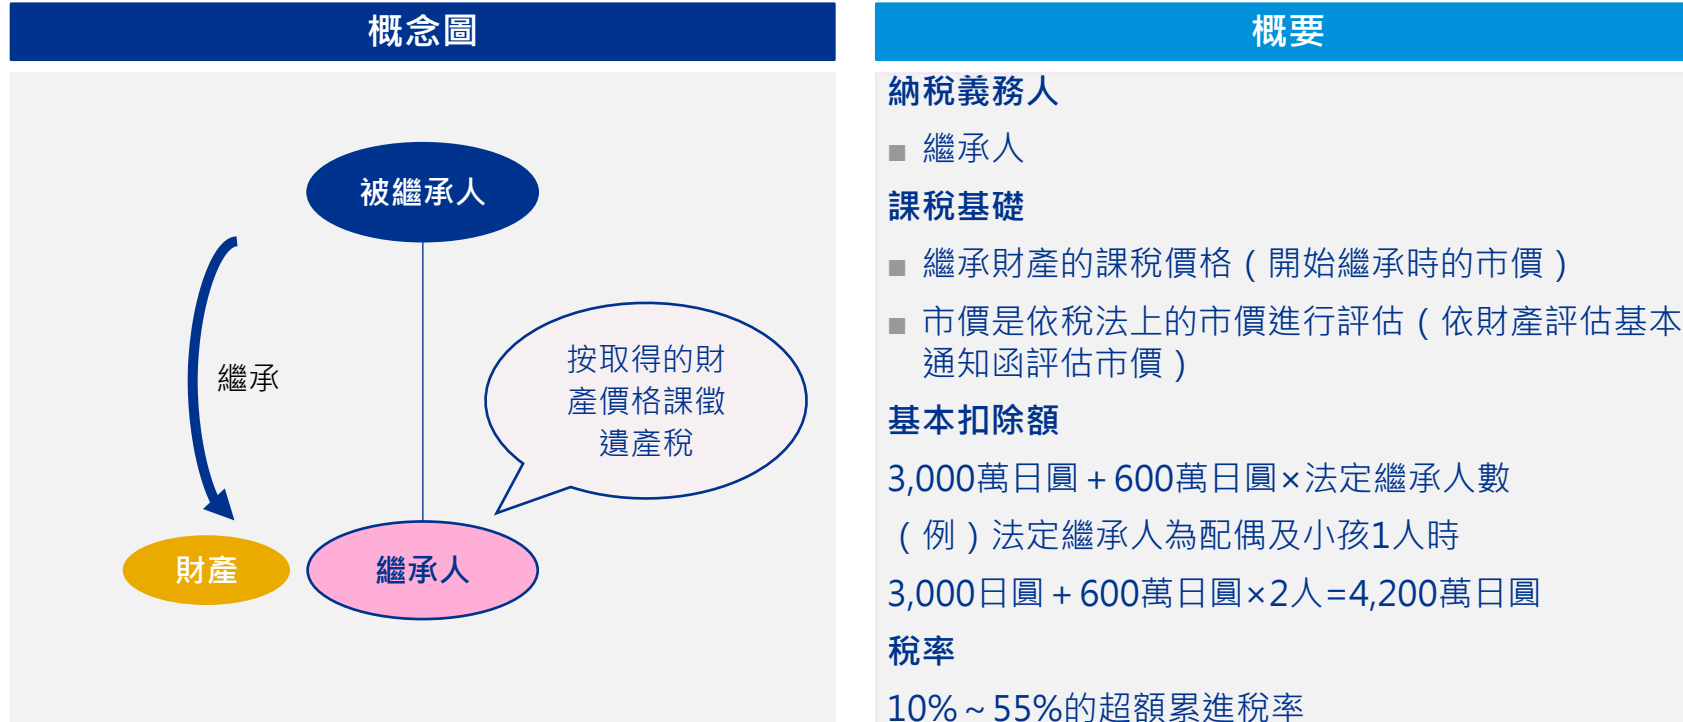 概念圖
被繼承人
繼承
按取得的財
產價格課徵
遺產稅
財產
繼承人
概要
納稅義務人
■ 繼承人
課稅基礎
■ 繼承財產的課稅價格（開始繼承時的市價）
■ 市價是依稅法上的市價進行評估（依財產評估基本
通知函評估市價）
基本扣除額
3,000萬日圓＋600萬日圓×法定繼承人數
（例）法定繼承人為配偶及小孩1人時
3,000日圓＋600萬日圓×2人=4,200萬日圓
稅率
10%～55%的超額累進稅率